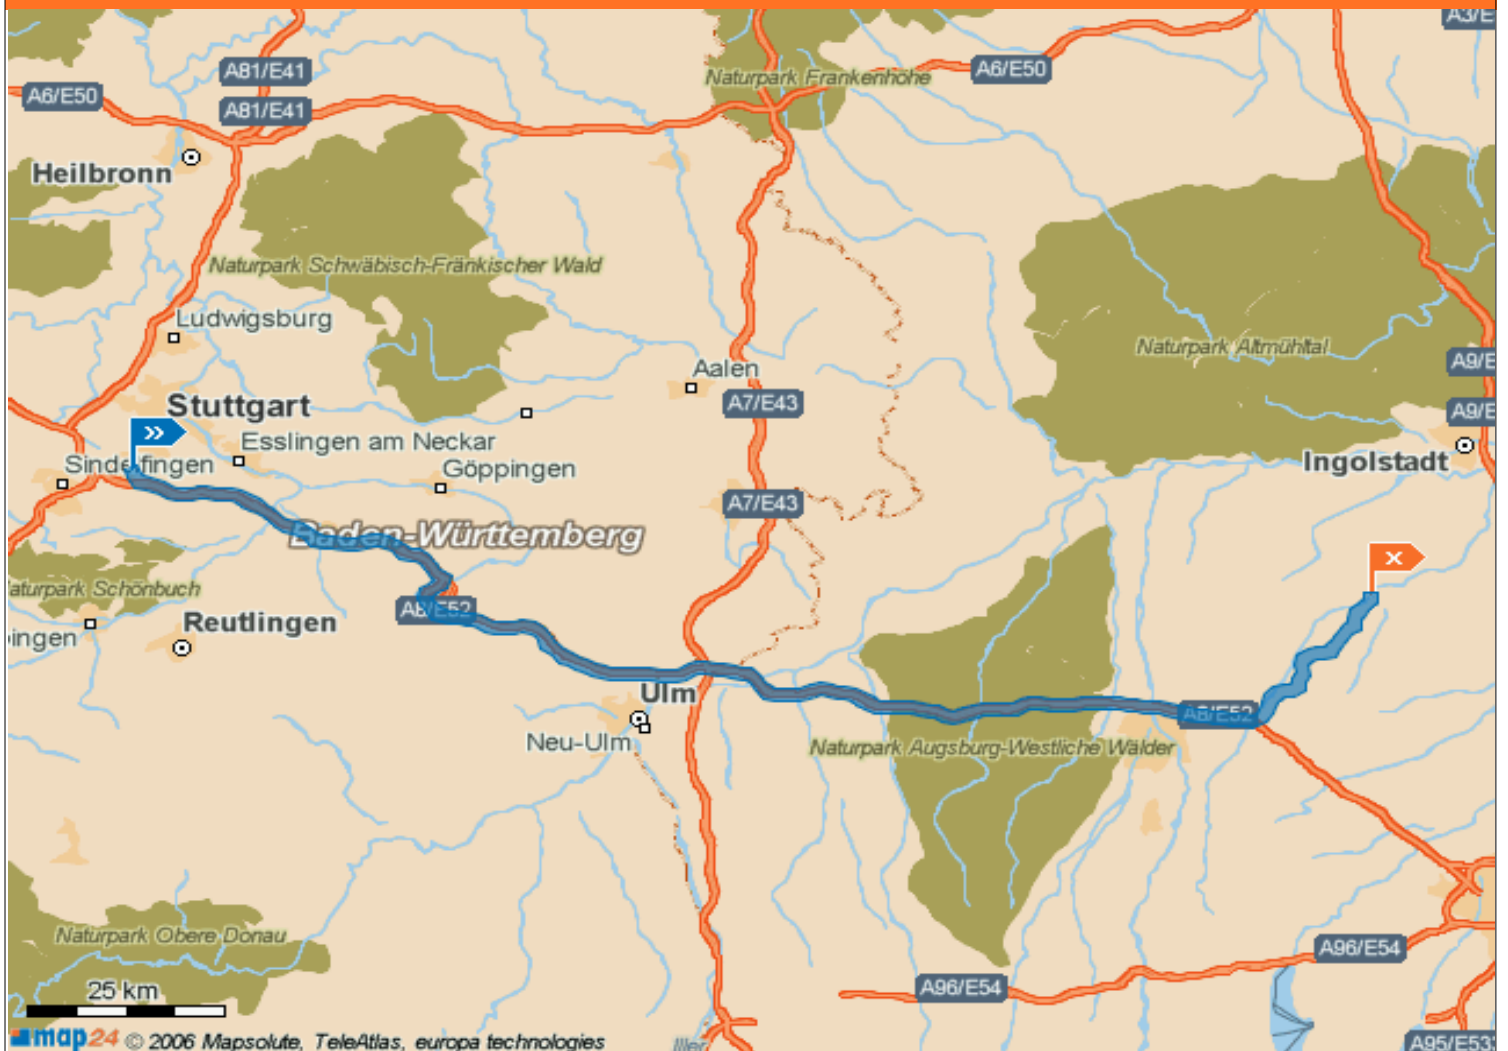 A3/E
A81/E41
A6/E50
Naturpark Frankenhöhe
A6/E50
A81/E41
Heilbronn
Naturpark Schwäbisch-Fränkischer Wald
Ludwigsburg
Naturpark Altmühltal
A9/E
Aalen
A7/E43
Stuttgart
A9/E
Esslingen am Neckar
Sindelfingen
Göppingen
Ingolstadt
A7/E43
Baden-Württemberg
aturpark Schönbuch
A8/E52
Reutlingen
ingen
Ulm
A8/E52
Neu-Ulm
Naturpark Augsburg-Westliche Wälder
Naturpark Obere Donau
A96/E54
A96/E54
25 km
map24 © 2006 Mapsolute, TeleAtlas, europa technologies
Iller
A95/E533